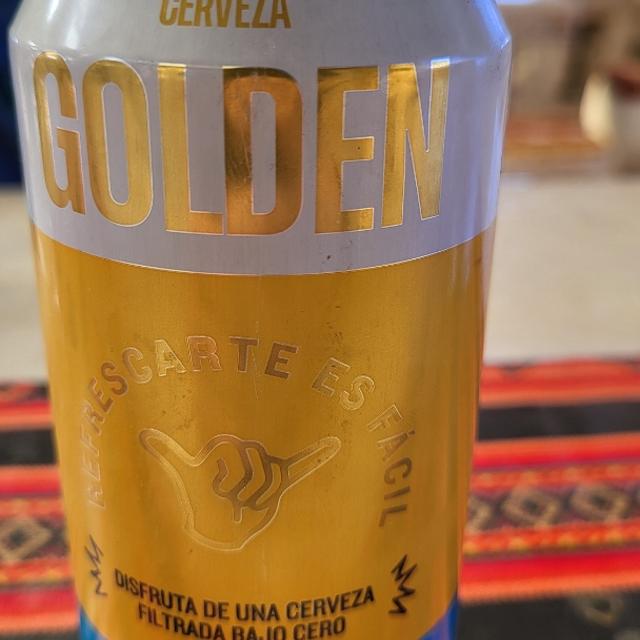 CERVEZA
GOLDEN
REFRESCARTE ES FÁCIL
DISFRUTA DE UNA CERVEZA
FILTRADA BAJO CERO